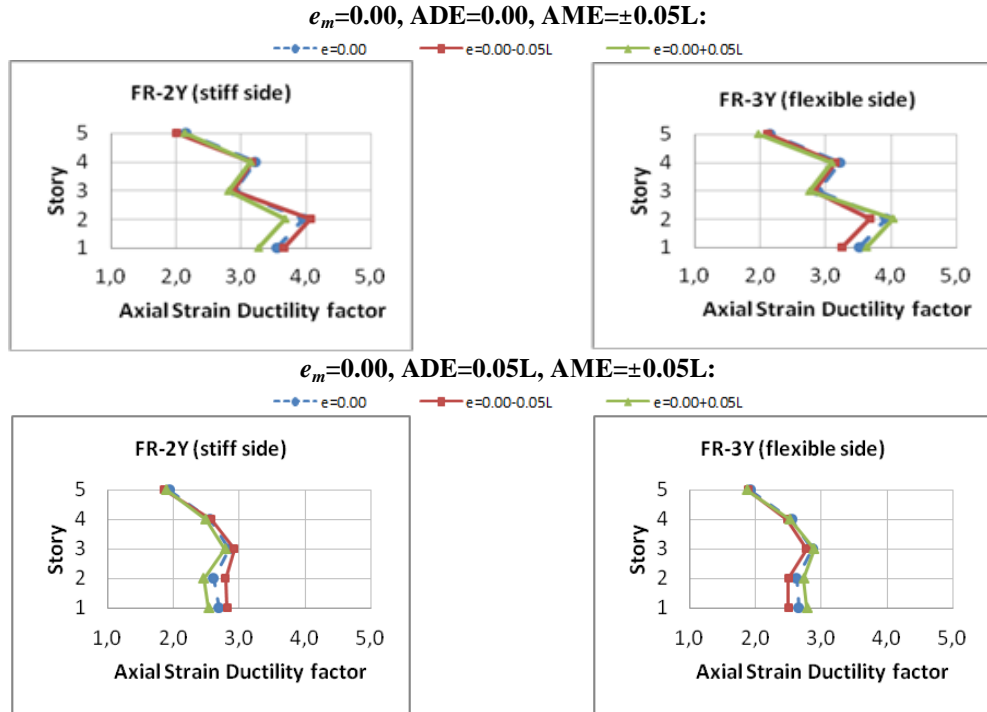 e_m=0.00, ADE=0.00, AME=±0.05L:
e=0.00 e=0.00-0.05L e=0.00+0.05L
FR-2Y (stiff side)
5
4
3
2
1
Story
1,0 2,0 3,0 4,0 5,0
Axial Strain Ductility factor
FR-3Y (flexible side)
5
4
3
2
1
Story
1,0 2,0 3,0 4,0 5,0
Axial Strain Ductility factor
e_m=0.00, ADE=0.05L, AME=±0.05L:
e=0.00 e=0.00-0.05L e=0.00+0.05L
FR-2Y (stiff side)
5
4
3
2
1
Story
1,0 2,0 3,0 4,0 5,0
Axial Strain Ductility factor
FR-3Y (flexible side)
5
4
3
2
1
Story
1,0 2,0 3,0 4,0 5,0
Axial Strain Ductility factor